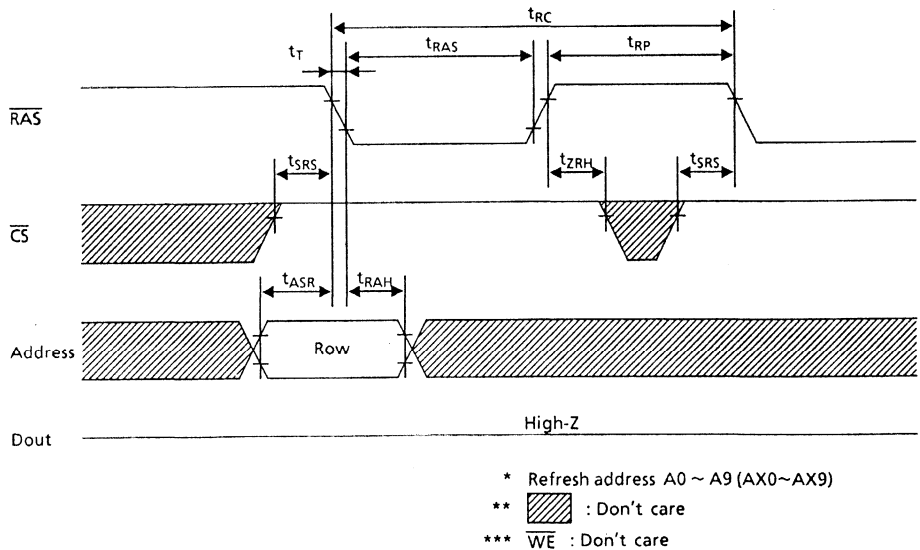 tRC
tT
tRAS
tRP
RAS
tSRS
tZRH
tSRS
CS
tASR
tRAH
Address
Row
High-Z
Dout
* Refresh address A0 ~ A9 (AX0~AX9)
** : Don't care
*** WE : Don't care